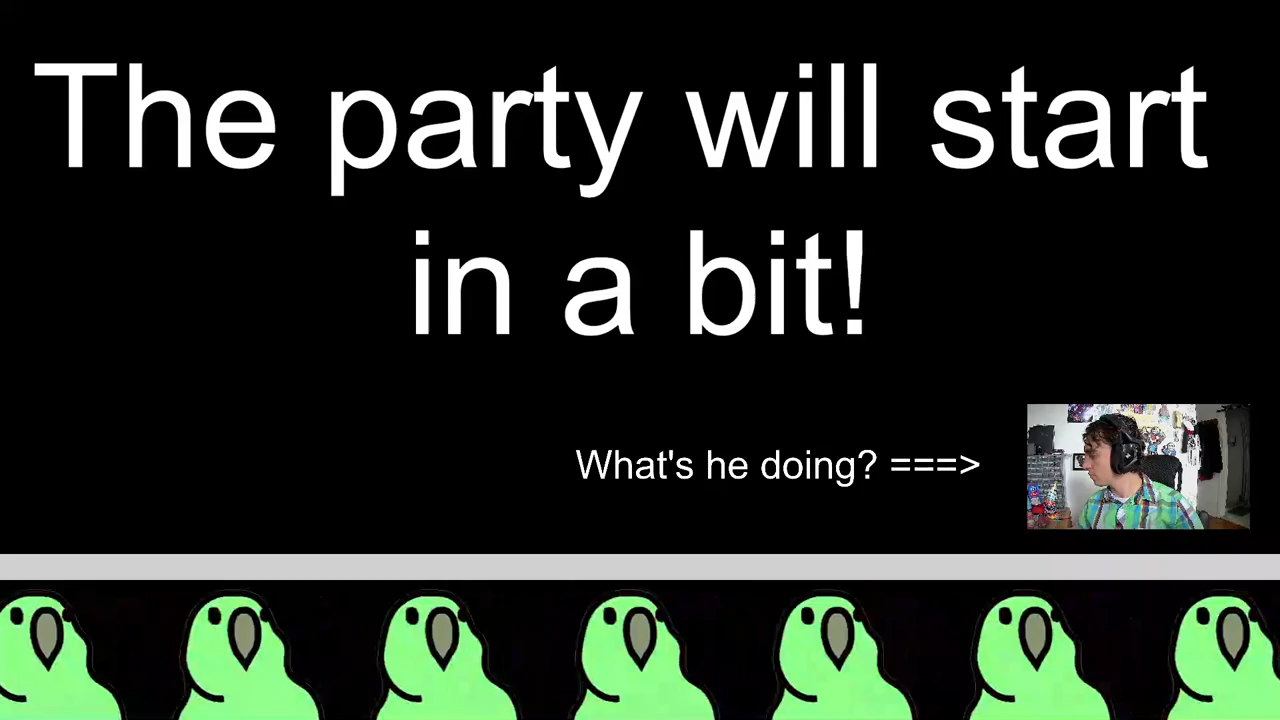 The party will start
in a bit!
What's he doing? ===>